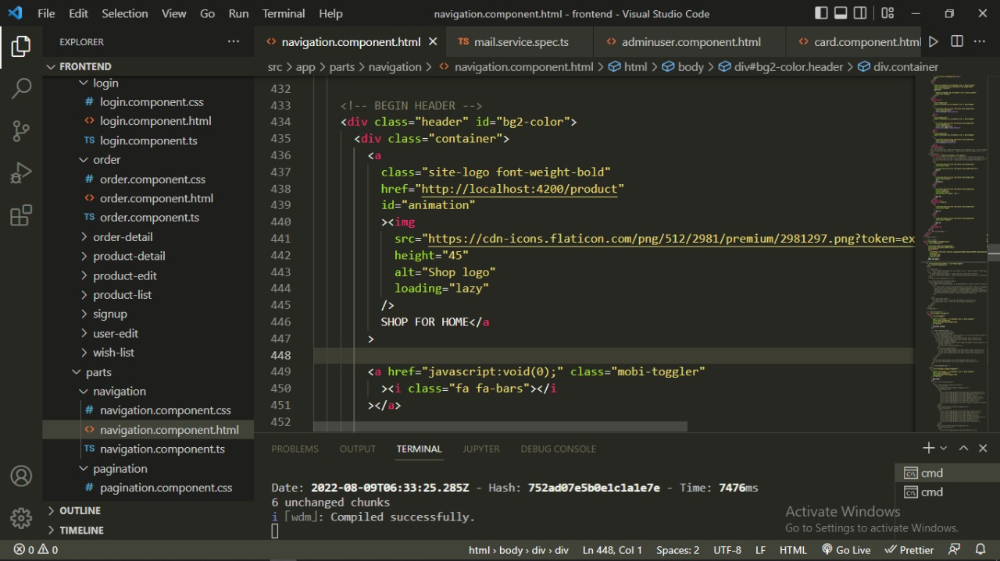 File Edit Selection View Go Run Terminal Help
navigation.component.html - frontend - Visual Studio Code
EXPLORER
FRONTEND
login
login.component.css
login.component.html
TS login.component.ts
order
order.component.css
order.component.html
TS order.component.ts
order-detail
product-detail
product-edit
product-list
signup
user-edit
wish-list
parts
navigation
navigation.component.css
navigation.component.html
TS navigation.component.ts
pagination
pagination.component.css
OUTLINE
TIMELINE
navigation.component.html TS mail.service.spec.ts adminuser.component.html card.component.html
src > app > parts > navigation > navigation.component.html > html > body > div#bg2-color.header > div.container
432
433 <!-- BEGIN HEADER -->
434 <div class="header" id="bg2-color">
435 <div class="container">
436 <a
437 class="site-logo font-weight-bold"
438 href="http://localhost:4200/product"
439 id="animation"
440 ><img
441 src="https://cdn-icons.flaticon.com/png/512/2981/premium/2981297.png?token=ex
442 height="45"
443 alt="Shop logo"
444 loading="lazy"
445 />
446 SHOP FOR HOME</a
447 >
448
449 <a href="javascript:void(0);" class="mobi-toggler"
450 ><i class="fa fa-bars"></i
451 ></a>
452
PROBLEMS OUTPUT TERMINAL JUPYTER DEBUG CONSOLE
Date: 2022-08-09T06:33:25.285Z - Hash: 752ad07e5b0e1c1a1e7e - Time: 7476ms
6 unchanged chunks
i ｢wdm｣: Compiled successfully.
cmd
cmd
Activate Windows
Go to Settings to activate Windows.
0 0 html › body › div › div Ln 448, Col 1 Spaces: 2 UTF-8 LF HTML Go Live Prettier